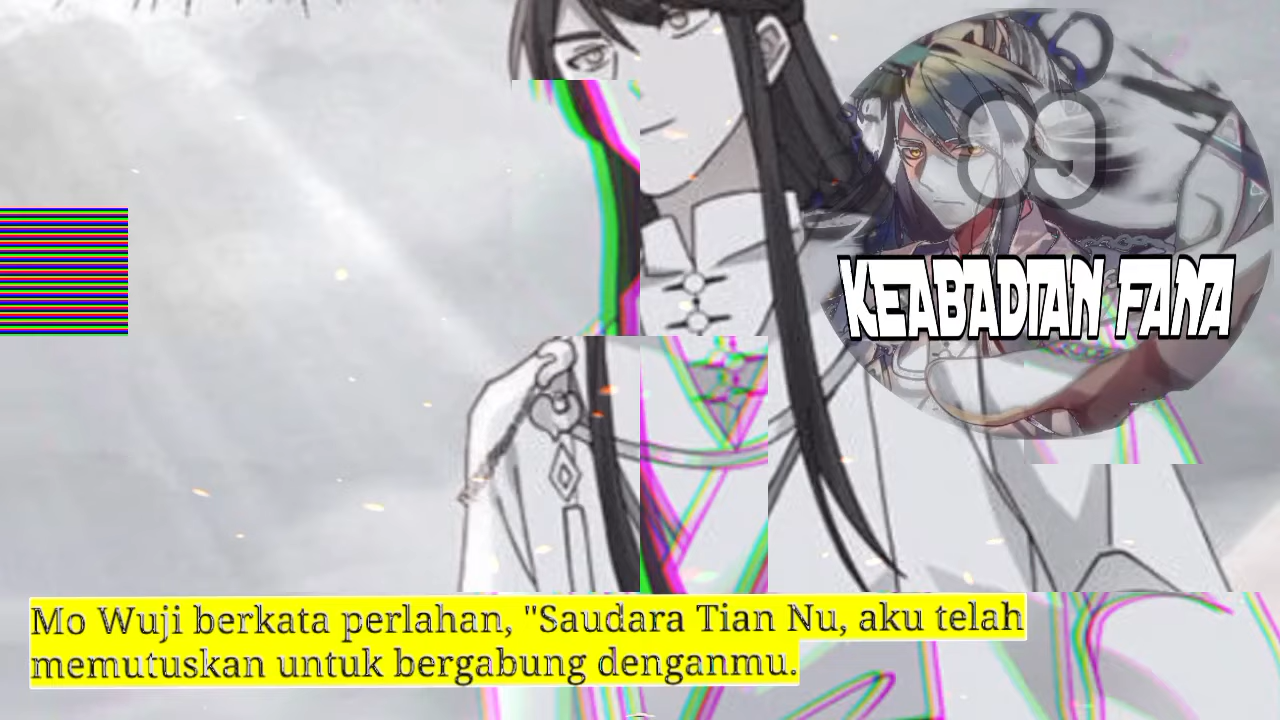 KEABADIAN FANA
Mo Wuji berkata perlahan, "Saudara Tian Nu, aku telah
memutuskan untuk bergabung denganmu.